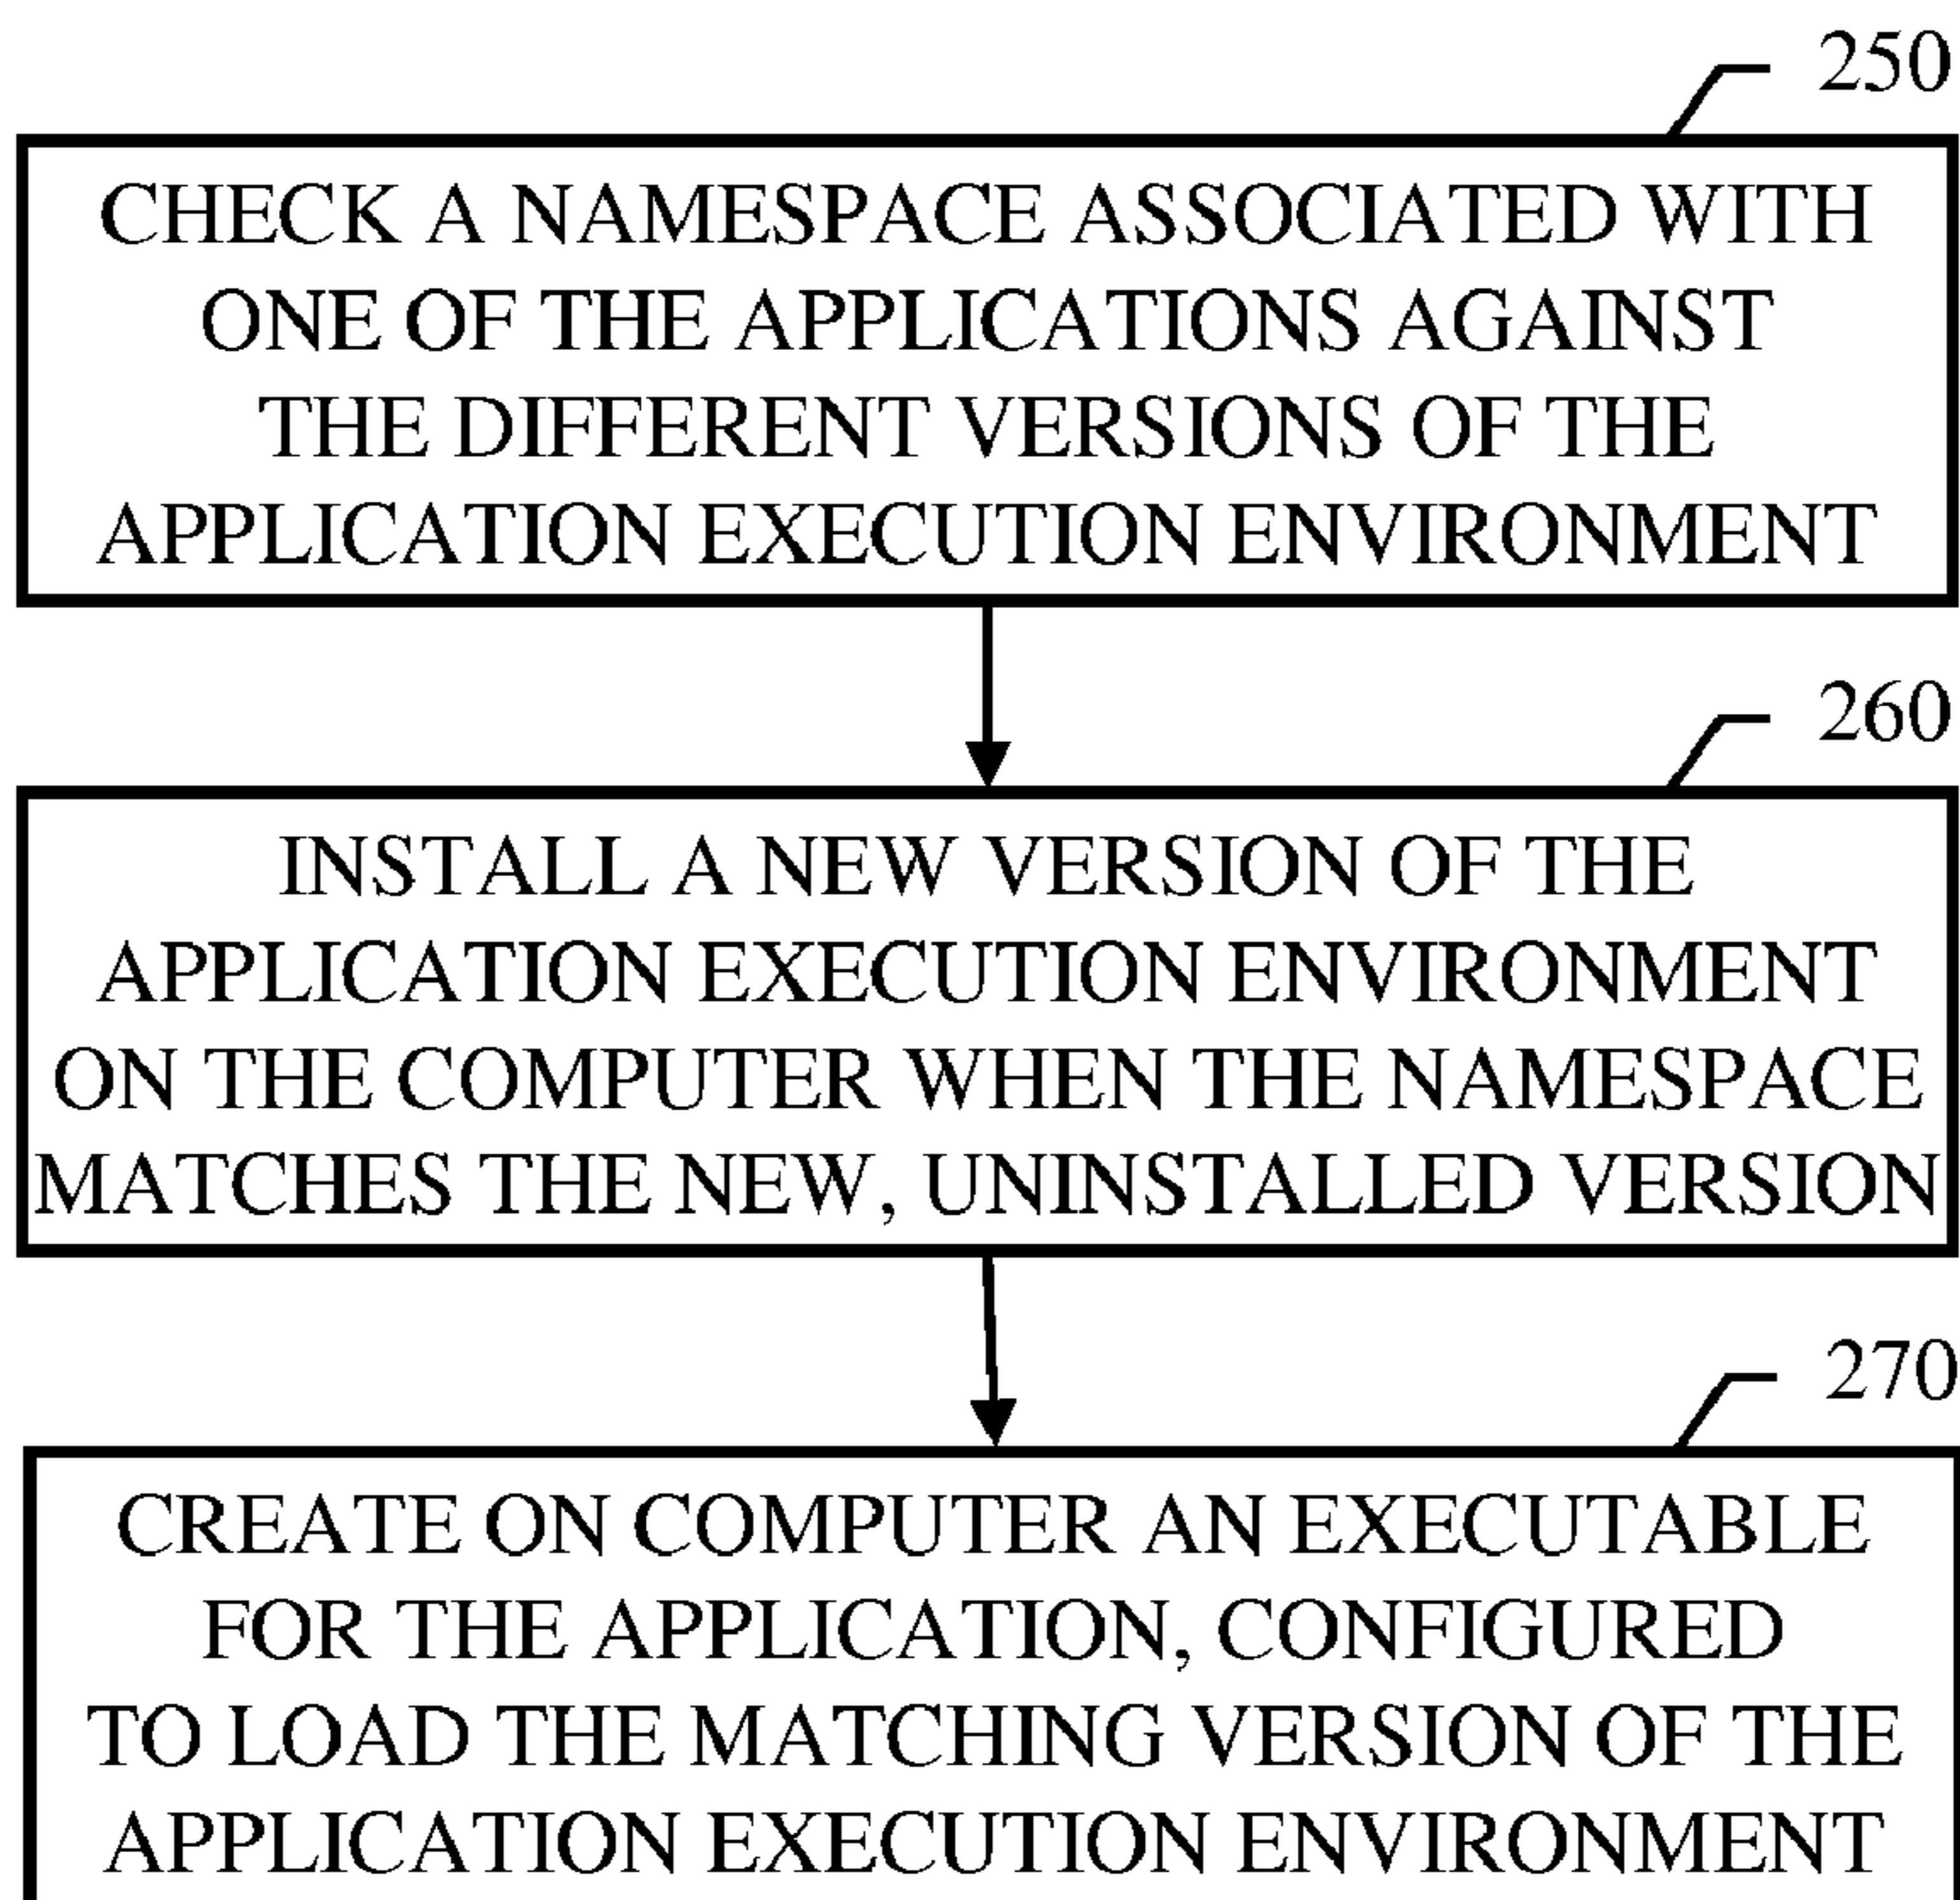 250
CHECK A NAMESPACE ASSOCIATED WITH
ONE OF THE APPLICATIONS AGAINST
THE DIFFERENT VERSIONS OF THE
APPLICATION EXECUTION ENVIRONMENT
260
INSTALL A NEW VERSION OF THE
APPLICATION EXECUTION ENVIRONMENT
ON THE COMPUTER WHEN THE NAMESPACE
MATCHES THE NEW, UNINSTALLED VERSION
270
CREATE ON COMPUTER AN EXECUTABLE
FOR THE APPLICATION, CONFIGURED
TO LOAD THE MATCHING VERSION OF THE
APPLICATION EXECUTION ENVIRONMENT